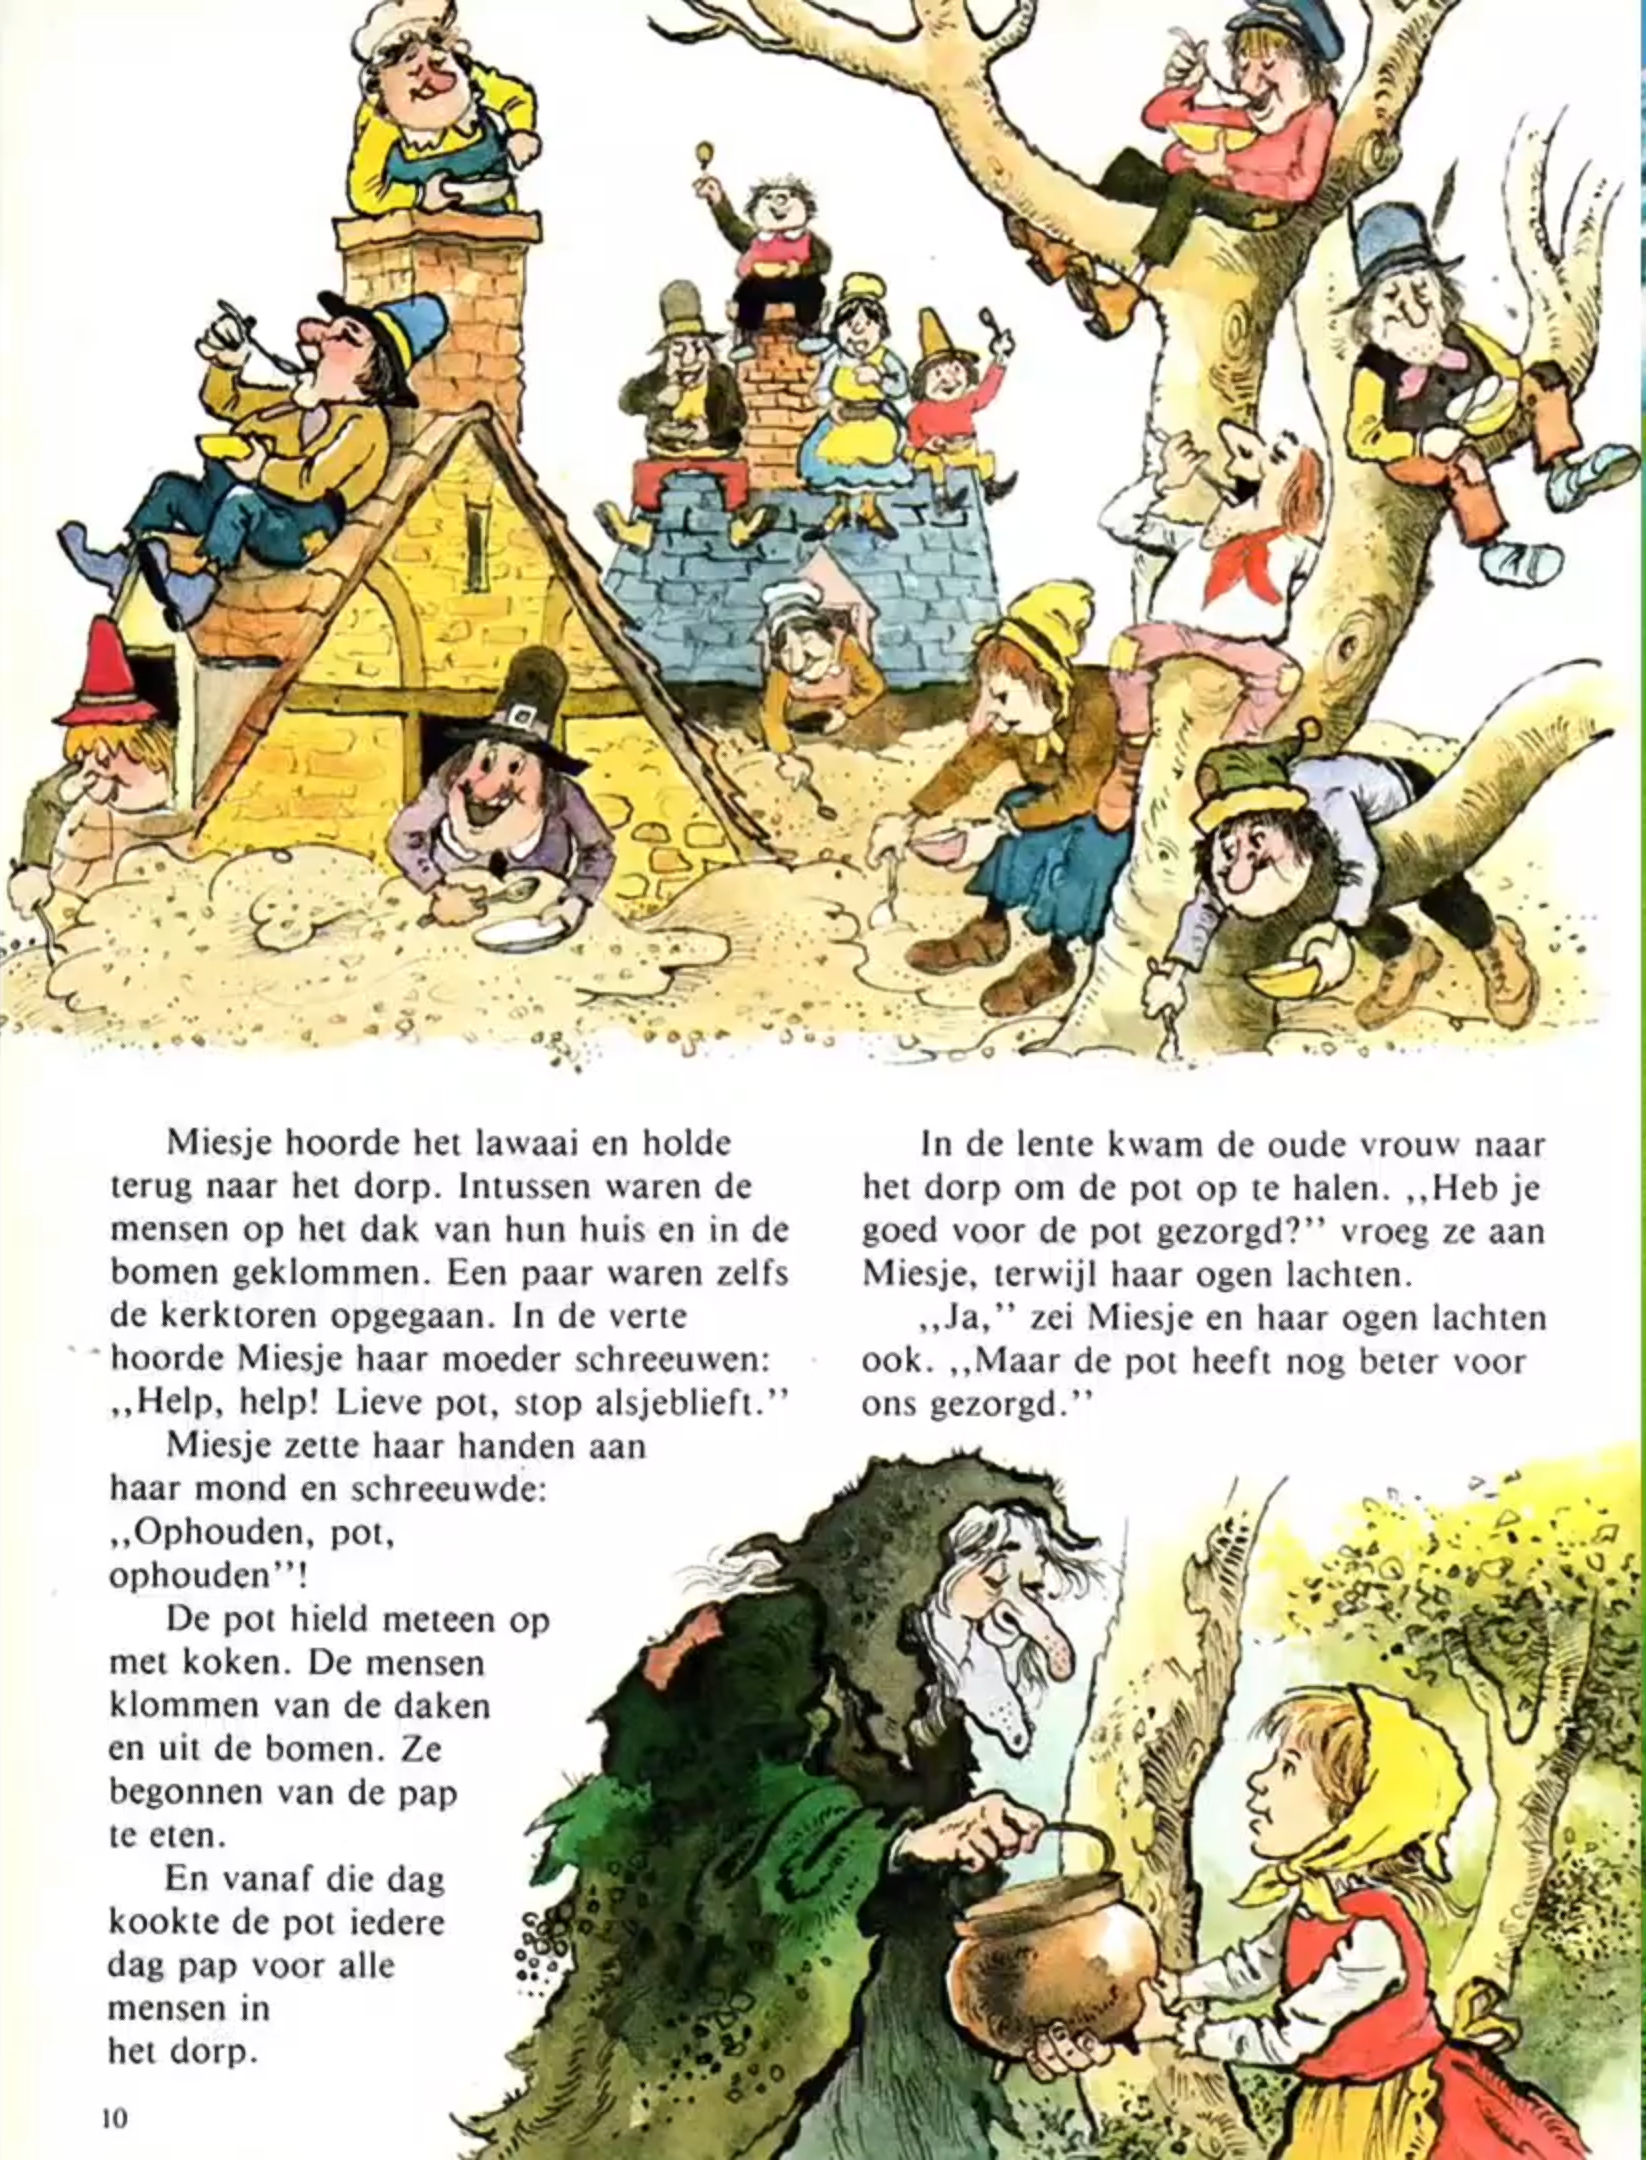 Miesje hoorde het lawaai en holde
terug naar het dorp. Intussen waren de
mensen op het dak van hun huis en in de
bomen geklommen. Een paar waren zelfs
de kerktoren opgegaan. In de verte
hoorde Miesje haar moeder schreeuwen:
,,Help, help! Lieve pot, stop alsjeblieft.’’
Miesje zette haar handen aan
haar mond en schreeuwde:
,,Ophouden, pot,
ophouden’’!
De pot hield meteen op
met koken. De mensen
klommen van de daken
en uit de bomen. Ze
begonnen van de pap
te eten.
En vanaf die dag
kookte de pot iedere
dag pap voor alle
mensen in
het dorp.
In de lente kwam de oude vrouw naar
het dorp om de pot op te halen. ,,Heb je
goed voor de pot gezorgd?’’ vroeg ze aan
Miesje, terwijl haar ogen lachten.
,,Ja,’’ zei Miesje en haar ogen lachten
ook. ,,Maar de pot heeft nog beter voor
ons gezorgd.’’
10